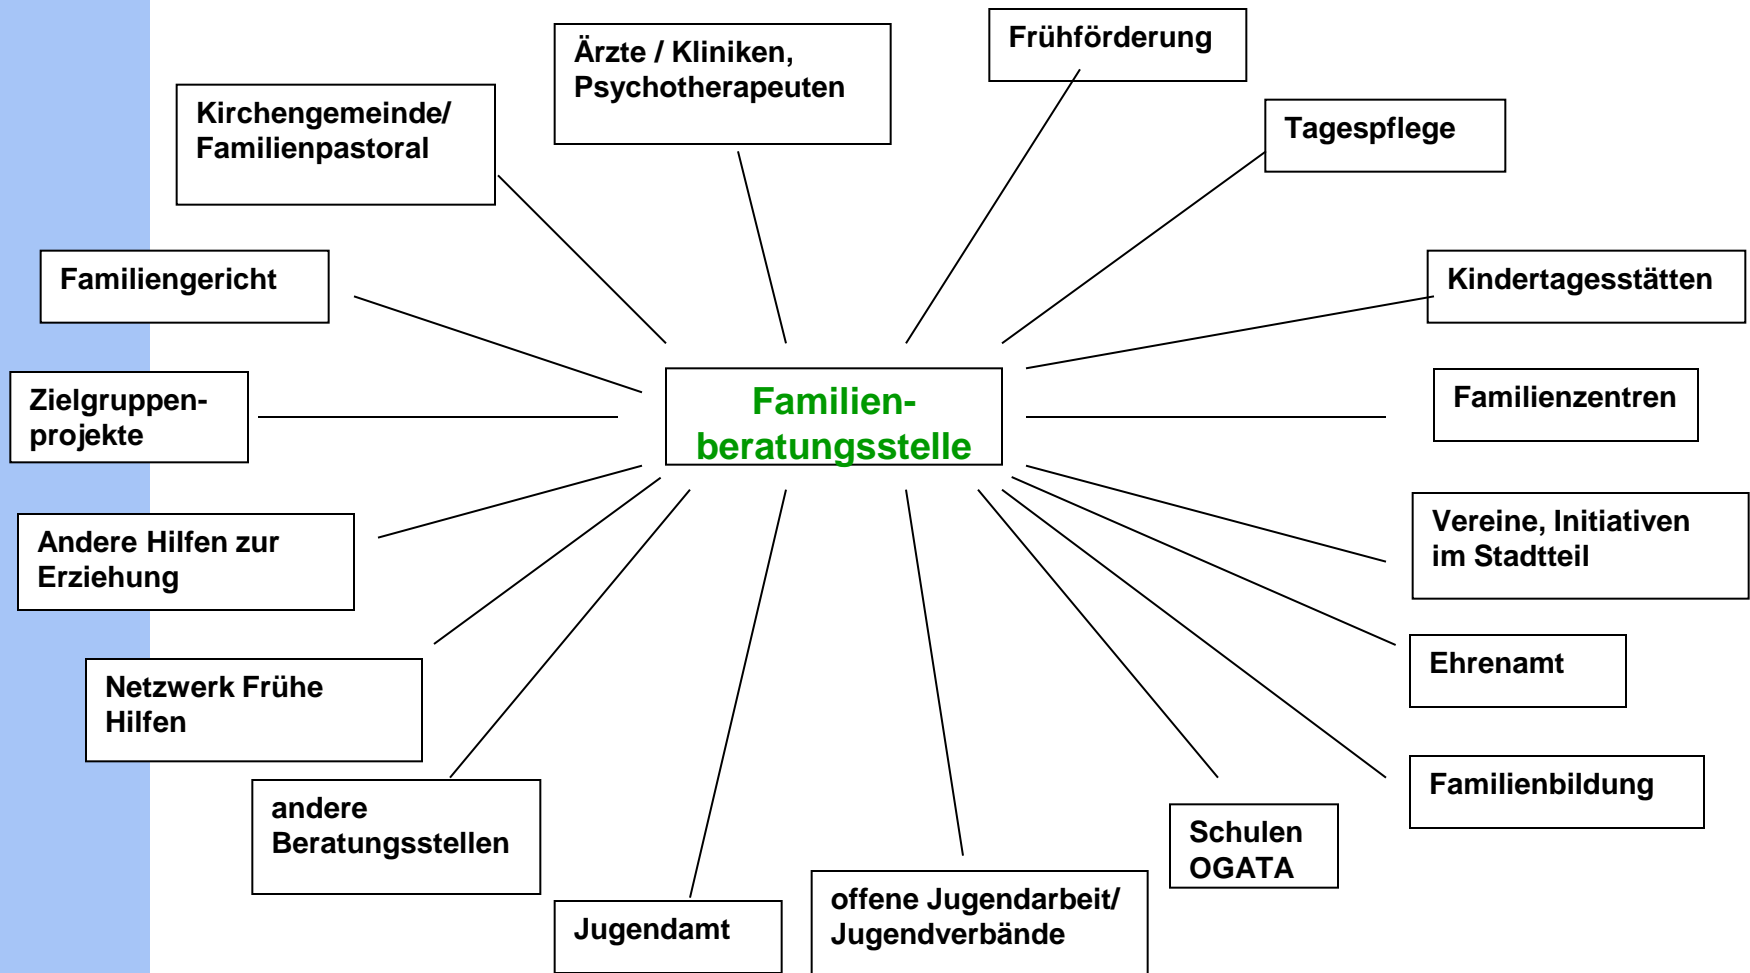 Frühförderung
Ärzte / Kliniken,
Psychotherapeuten
Kirchengemeinde/
Familienpastoral
Tagespflege
Familiengericht
Kindertagesstätten
Zielgruppen-
projekte
Familien-
beratungsstelle
Familienzentren
Andere Hilfen zur
Erziehung
Vereine, Initiativen
im Stadtteil
Netzwerk Frühe
Hilfen
Ehrenamt
andere
Beratungsstellen
Familienbildung
Schulen
OGATA
Jugendamt
offene Jugendarbeit/
Jugendverbände